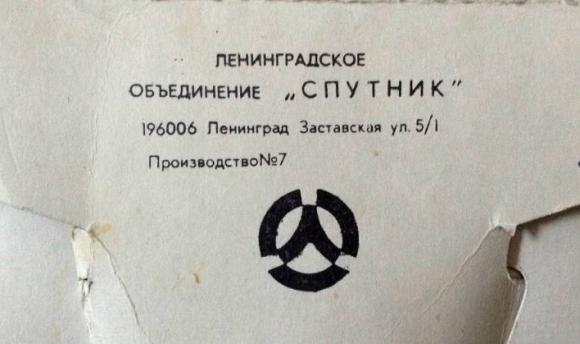 ЛЕНИНГРАДСКОЕ
ОБЪЕДИНЕНИЕ „СПУТНИК"
196006 Ленинград Заставская ул. 5/1
Производство№7